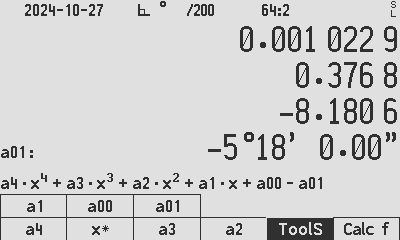 2024-10-27 ∟ ° /200 64:2 S L
0.001 022 9
0.376 8
-8.180 6
a01: -5°18' 0.00"
a4·x⁴ + a3·x³ + a2·x² + a1·x + a00 - a01
a1 a00 a01
a4 x* a3 a2 ToolS Calc f